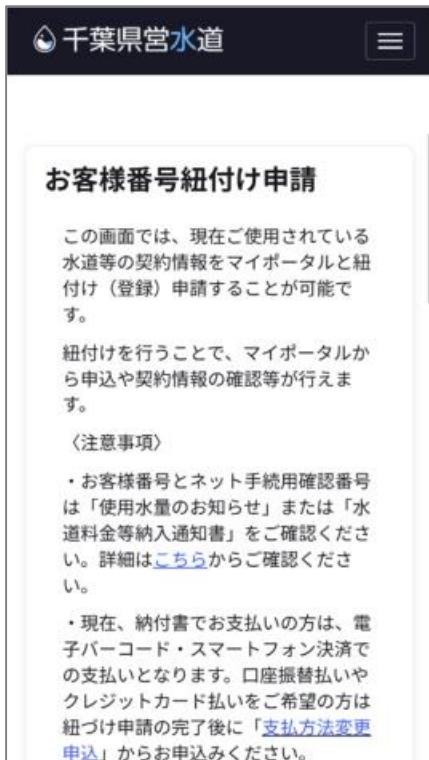 千葉県営水道
お客様番号紐付け申請
この画面では、現在ご使用されている
水道等の契約情報をマイポータルと紐
付け（登録）申請することが可能で
す。
紐付けを行うことで、マイポータルか
ら申込や契約情報の確認等が行えま
す。
〈注意事項〉
・お客様番号とネット手続用確認番号
は「使用水量のお知らせ」または「水
道料金等納入通知書」をご確認くださ
い。詳細はこちらからご確認くださ
い。
・現在、納付書でお支払いの方は、電
子バーコード・スマートフォン決済で
の支払いとなります。口座振替払いや
クレジットカード払いをご希望の方は
紐づけ申請の完了後に「支払方法変更
申込」からお申込みください。